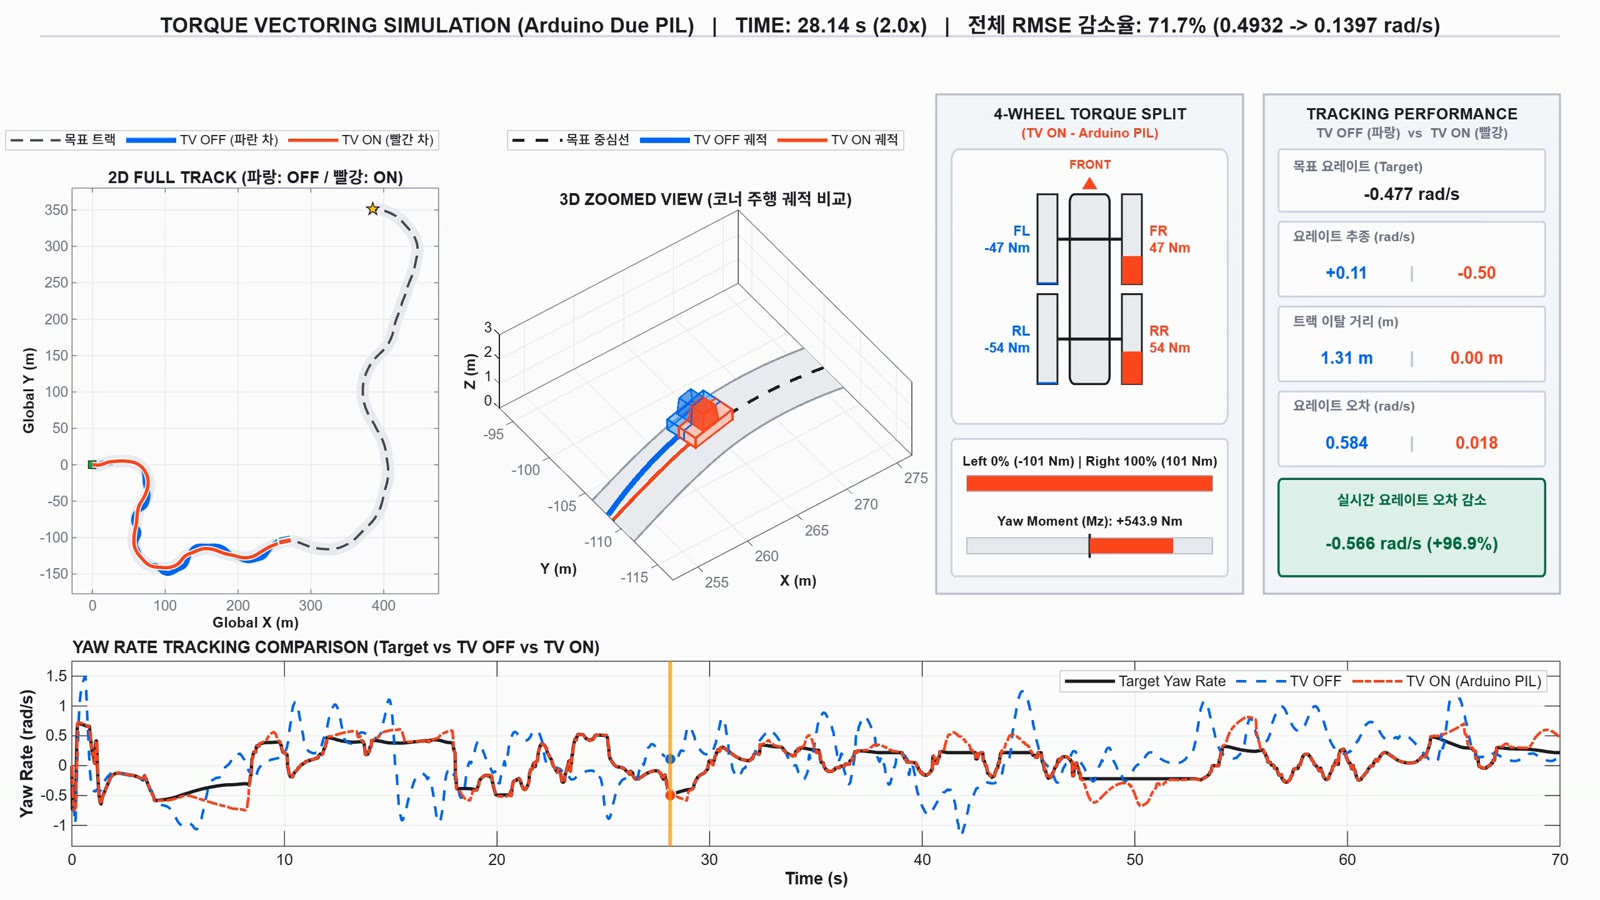 TORQUE VECTORING SIMULATION (Arduino Due PIL) | TIME: 28.14 s (2.0x) | 전체 RMSE 감소율: 71.7% (0.4932 -> 0.1397 rad/s)
목표 트랙 TV OFF (파란 차) TV ON (빨간 차)
2D FULL TRACK (파랑: OFF / 빨강: ON)
350
300
250
200
150
100
50
0
-50
-100
-150
Global Y (m)
0 100 200 300 400
Global X (m)
목표 중심선 TV OFF 궤적 TV ON 궤적
3D ZOOMED VIEW (코너 주행 궤적 비교)
3
2
1
0
Z (m)
-95
-100
-105
-110
-115
Y (m)
255
260
265
270
275
X (m)
4-WHEEL TORQUE SPLIT
(TV ON - Arduino PIL)
FRONT
FL
-47 Nm
FR
47 Nm
RL
-54 Nm
RR
54 Nm
Left 0% (-101 Nm) | Right 100% (101 Nm)
Yaw Moment (Mz): +543.9 Nm
TRACKING PERFORMANCE
TV OFF (파랑) vs TV ON (빨강)
목표 요레이트 (Target)
-0.477 rad/s
요레이트 추종 (rad/s)
+0.11 | -0.50
트랙 이탈 거리 (m)
1.31 m | 0.00 m
요레이트 오차 (rad/s)
0.584 | 0.018
실시간 요레이트 오차 감소
-0.566 rad/s (+96.9%)
YAW RATE TRACKING COMPARISON (Target vs TV OFF vs TV ON)
Target Yaw Rate TV OFF TV ON (Arduino PIL)
1.5
1
0.5
0
-0.5
-1
Yaw Rate (rad/s)
0 10 20 30 40 50 60 70
Time (s)